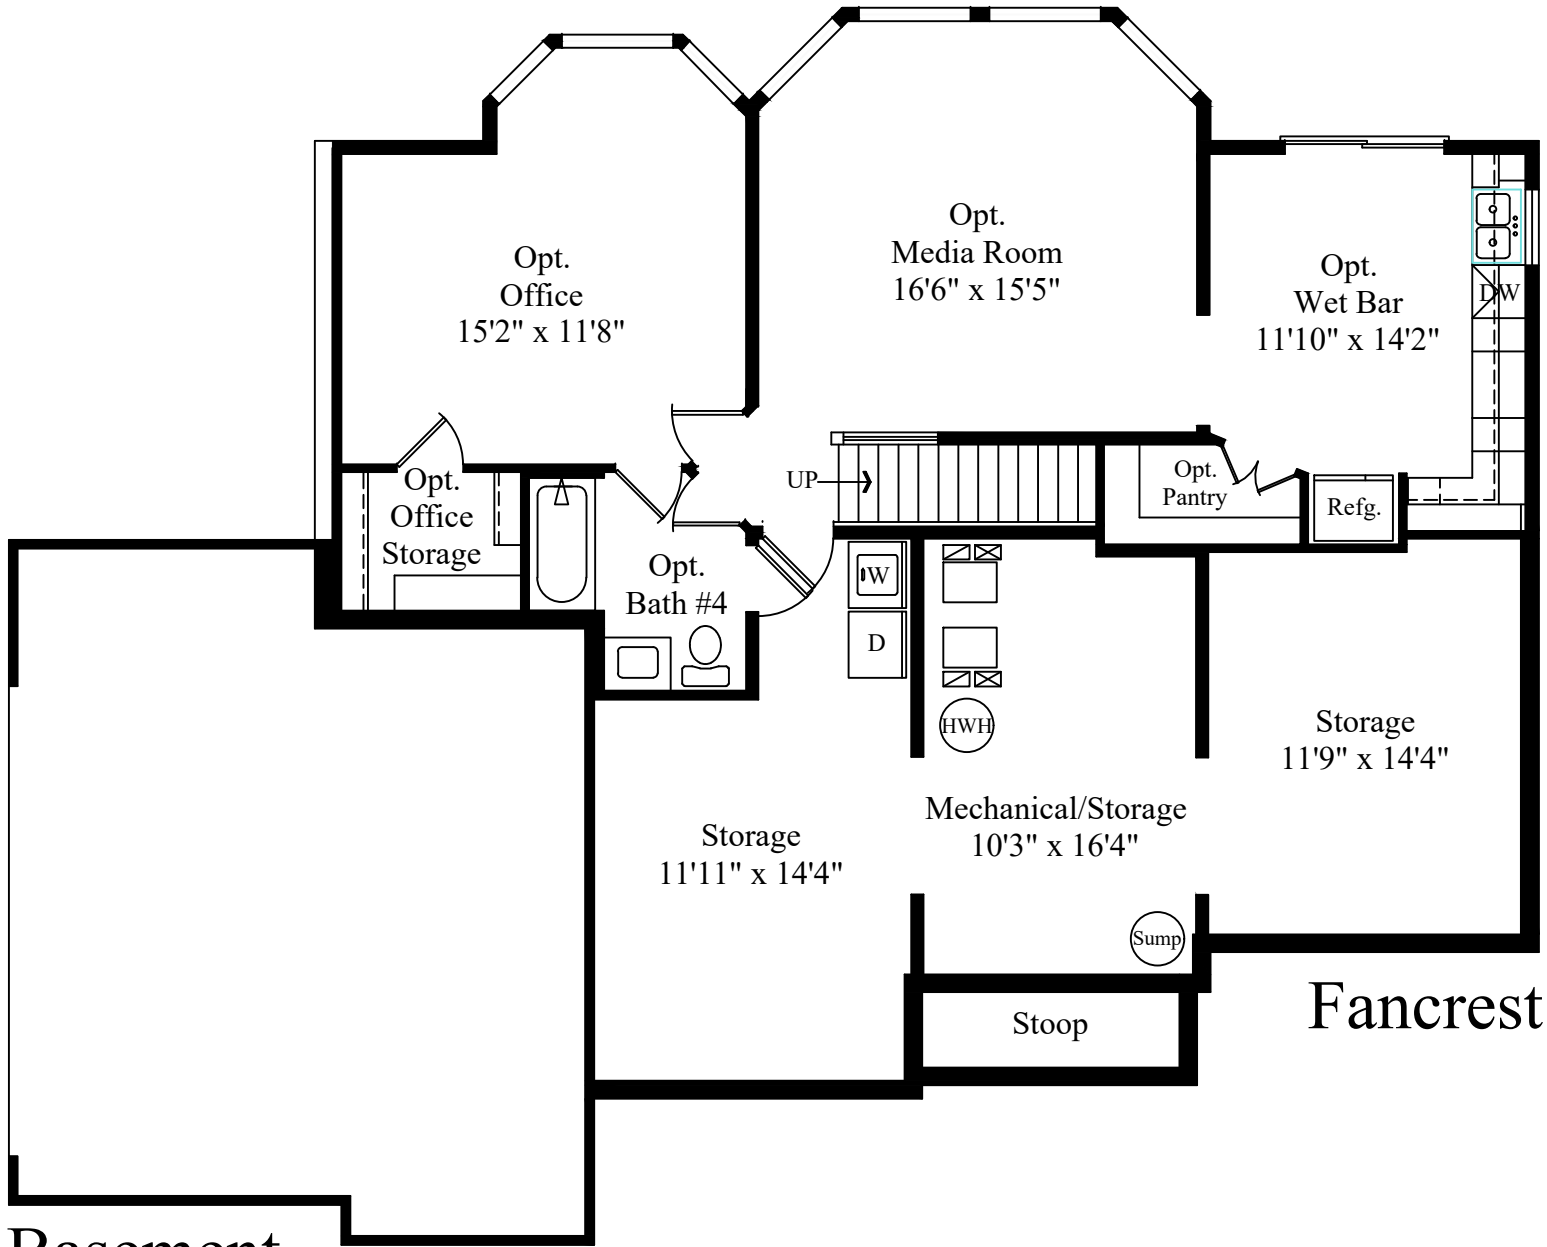 Opt.
Office
15'2" x 11'8"
Opt.
Media Room
16'6" x 15'5"
Opt.
Wet Bar
11'10" x 14'2"
DW
Opt.
Office
Storage
UP
Opt.
Pantry
Refg.
Opt.
Bath #4
W
D
HWH
Storage
11'9" x 14'4"
Mechanical/Storage
10'3" x 16'4"
Storage
11'11" x 14'4"
Sump
Stoop
Fancrest
Basement